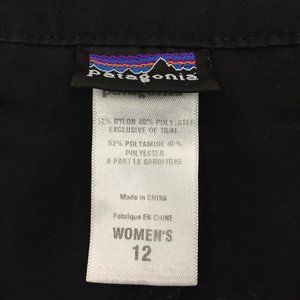 patagonia
52% NYLON 48% POLYESTER
EXCLUSIVE OF TRIM
52% POLYAMIDE 48%
POLYESTER
A PART LA GARNITURE
Made in CHINA
Fabriqué EN CHINE
WOMEN'S
12